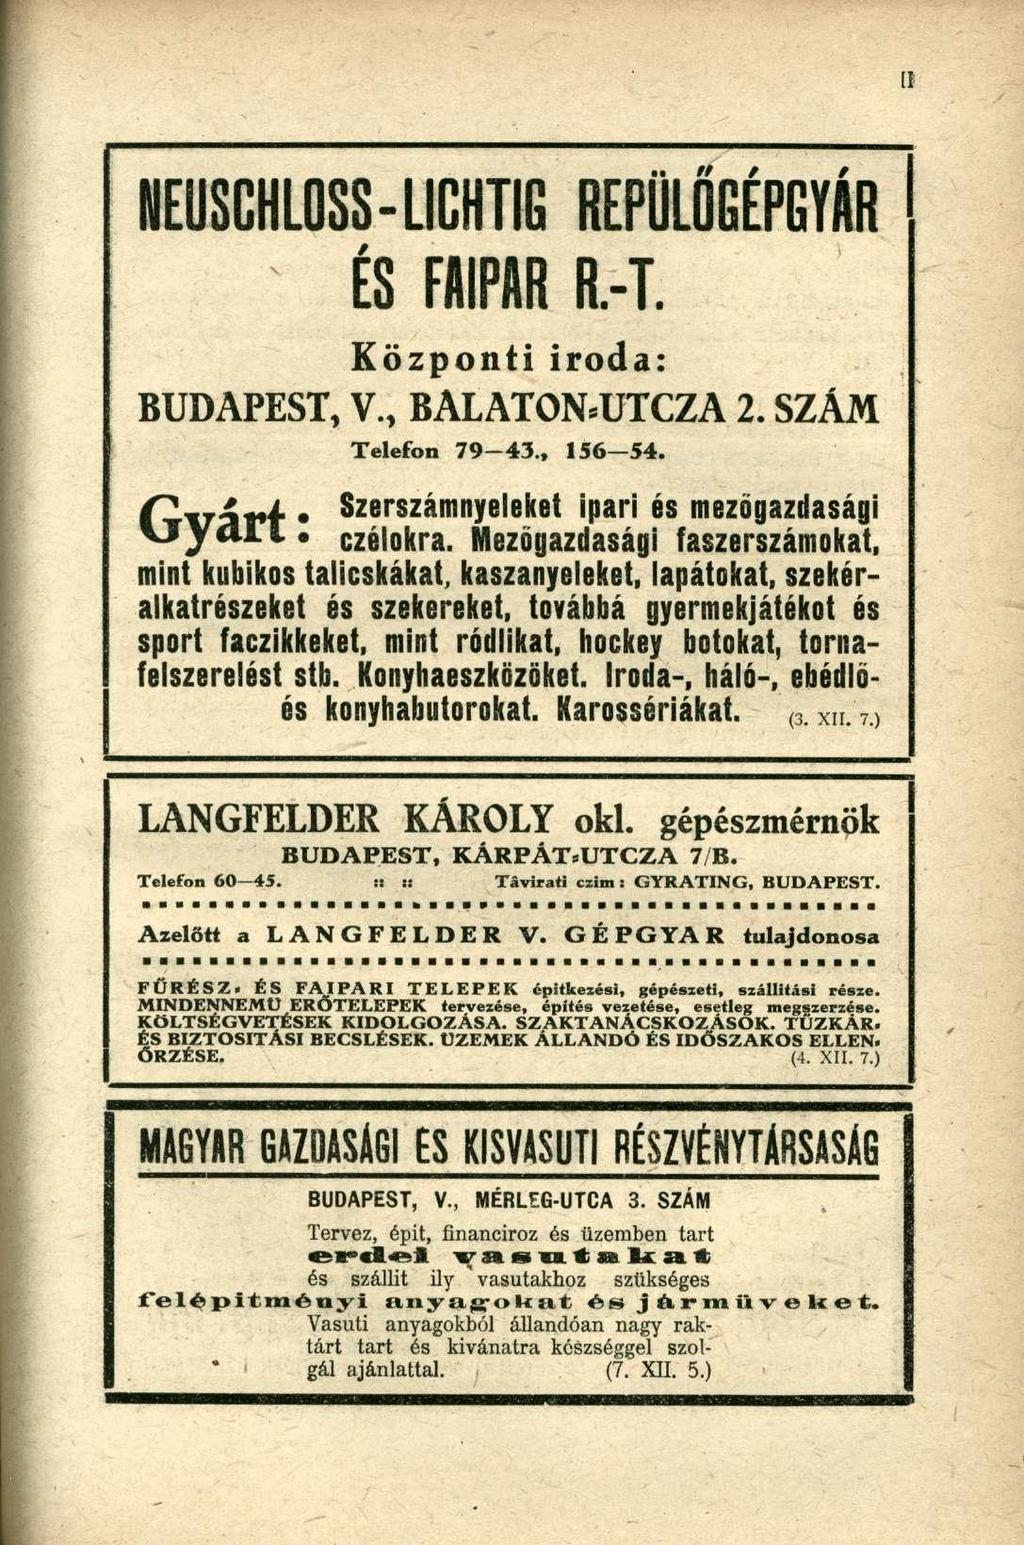 II
NEUSCHLOSS-LICHTIG REPÜLŐGÉPGYÁR
ÉS FAIPAR R.-T.
Központi iroda:
BUDAPEST, V., BALATON-UTCZA 2. SZÁM
Telefon 79—43., 156—54.
Gyárt: Szerszámnyeleket ipari és mezőgazdasági
czélokra. Mezőgazdasági faszerszámokat,
mint kubikos talicskákat, kaszanyeleket, lapátokat, szekér-
alkatrészeket és szekereket, továbbá gyermekjátékot és
sport faczikkeket, mint ródlikat, hockey botokat, torna-
felszerelést stb. Konyhaeszközöket. Iroda-, háló-, ebédlő-
és konyhabutorokat. Karossériákat. (3. XII. 7.)
LANGFELDER KÁROLY okl. gépészmérnök
BUDAPEST, KÁRPÁT-UTCZA 7/B.
Telefon 60—45. :: :: Távirati czim: GYRATING, BUDAPEST.
Azelőtt a LANGFELDER V. GÉPGYAR tulajdonosa
FŰRÉSZ- ÉS FAIPARI TELEPEK épitkezési, gépészeti, szállitási része.
MINDENNEMŰ ERŐTELEPEK tervezése, épités vezetése, esetleg megszerzése.
KÖLTSÉGVETÉSEK KIDOLGOZÁSA. SZAKTANÁCSKOZÁSOK. TŰZKÁR-
ÉS BIZTOSITÁSI BECSLÉSEK. ÜZEMEK ÁLLANDÓ ÉS IDŐSZAKOS ELLEN-
ŐRZÉSE. (4. XII. 7.)
MAGYAR GAZDASÁGI ÉS KISVASUTI RÉSZVÉNYTÁRSASÁG
BUDAPEST, V., MÉRLEG-UTCA 3. SZÁM
Tervez, épit, financiroz és üzemben tart
erdei vasutakat
és szállit ily vasutakhoz szükséges
felépitményi anyagokat és járműveket.
Vasuti anyagokból állandóan nagy rak-
tárt tart és kivánatra készséggel szol-
gál ajánlattal. (7. XII. 5.)